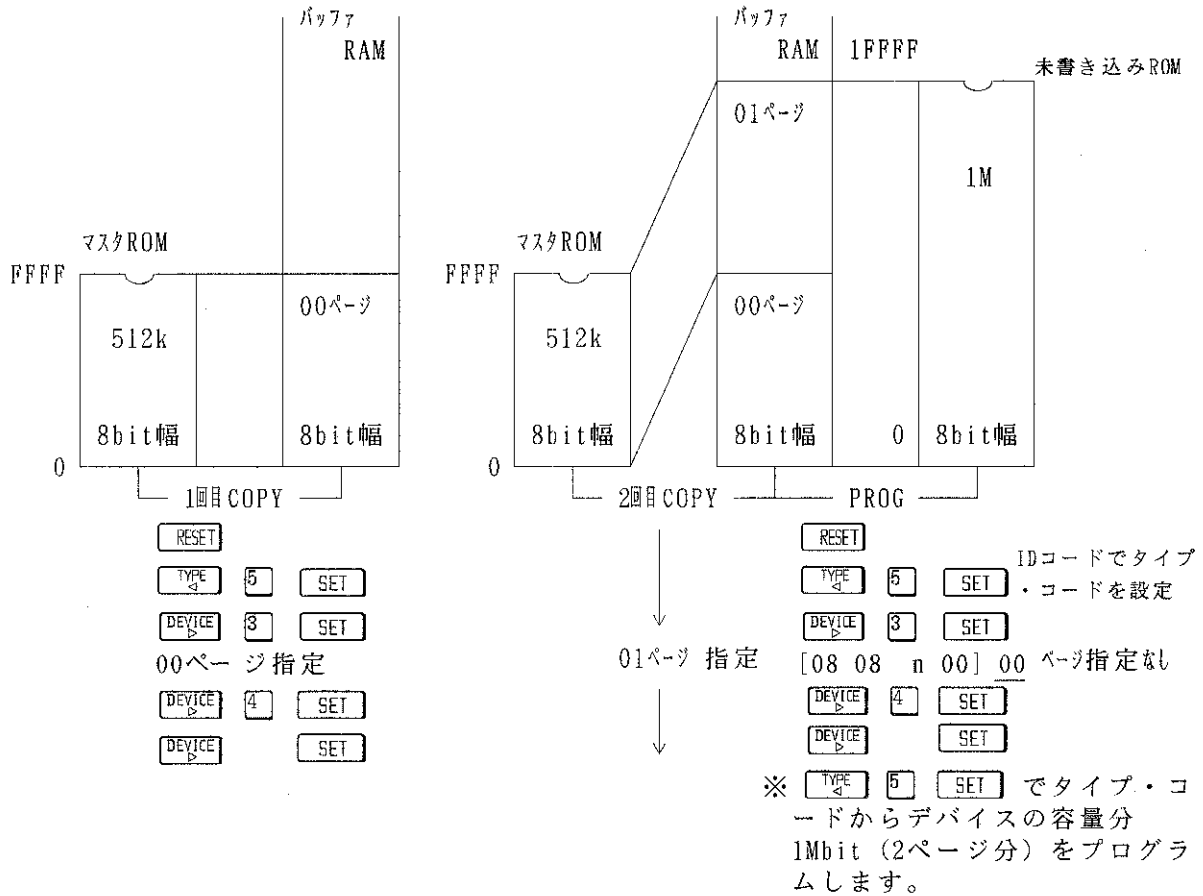 バッファ
RAM
マスタROM
FFFF
00ページ
512k
8bit幅
8bit幅
0
1回目COPY
RESET
TYPE ◁ 5 SET
DEVICE ▷ 3 SET
00ページ指定
DEVICE ▷ 4 SET
DEVICE ▷ SET
バッファ
RAM
1FFFF
未書き込みROM
01ページ
1M
マスタROM
FFFF
00ページ
512k
8bit幅
8bit幅
0
8bit幅
0
2回目COPY
PROG
01ページ 指定
RESET
TYPE ◁ 5 SET
IDコードでタイプ
・コードを設定
DEVICE ▷ 3 SET
[08 08 n 00] 00 ページ指定なし
DEVICE ▷ 4 SET
DEVICE ▷ SET
※ TYPE ◁ 5 SET でタイプ・コ
ードからデバイスの容量分
1Mbit (2ページ分) をプログラ
ムします。